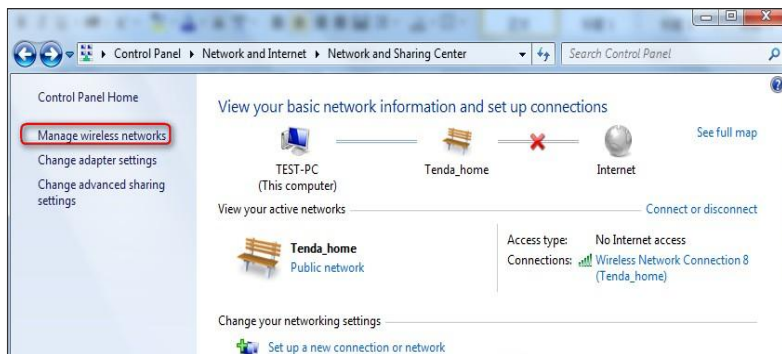 Control Panel ▸ Network and Internet ▸ Network and Sharing Center
Search Control Panel
Control Panel Home
Manage wireless networks
Change adapter settings
Change advanced sharing
settings
View your basic network information and set up connections
See full map
TEST-PC
(This computer)
Tenda_home
Internet
View your active networks
Connect or disconnect
Tenda_home
Public network
Access type: No Internet access
Connections: Wireless Network Connection 8
(Tenda_home)
Change your networking settings
Set up a new connection or network